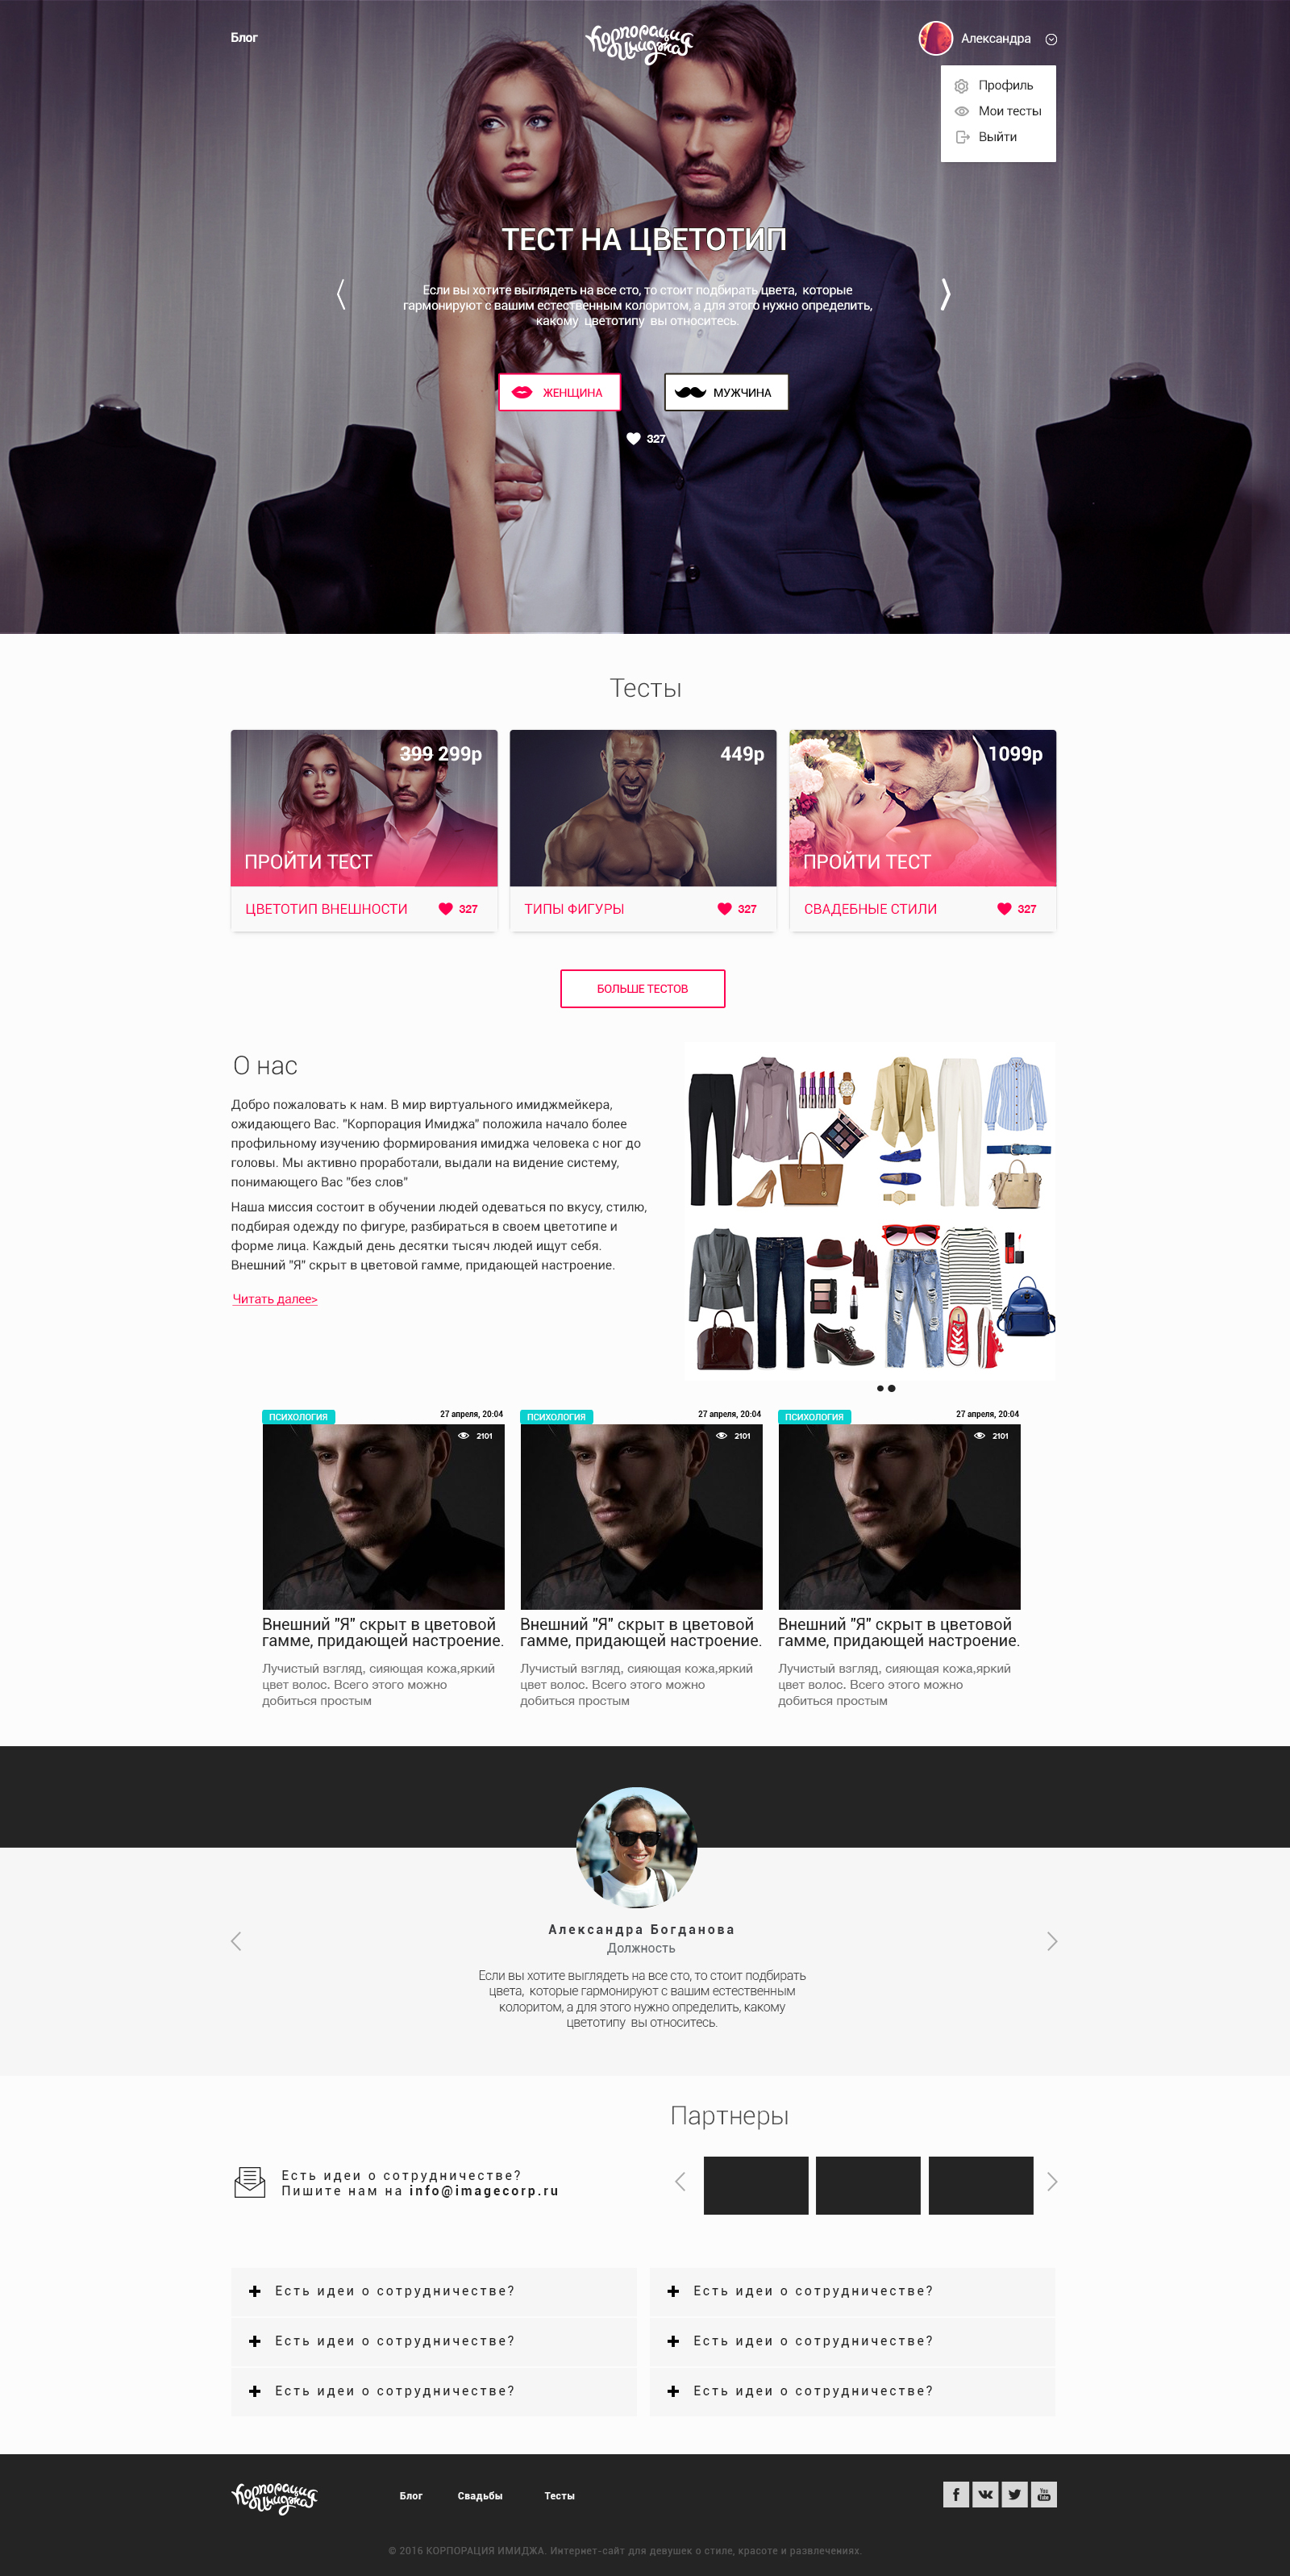 Блог
Корпорация
Имиджа
Александра
Профиль
Мои тесты
Выйти
ТЕСТ НА ЦВЕТОТИП
Если вы хотите выглядеть на все сто, то стоит подбирать цвета, которые
гармонируют с вашим естественным колоритом, а для этого нужно определить,
какому цветотипу вы относитесь.
ЖЕНЩИНА
МУЖЧИНА
327
Тесты
399 299р
ПРОЙТИ ТЕСТ
ЦВЕТОТИП ВНЕШНОСТИ
327
449р
ТИПЫ ФИГУРЫ
327
1099р
ПРОЙТИ ТЕСТ
СВАДЕБНЫЕ СТИЛИ
327
БОЛЬШЕ ТЕСТОВ
О нас
Добро пожаловать к нам. В мир виртуального имиджмейкера,
ожидающего Вас. "Корпорация Имиджа" положила начало более
профильному изучению формирования имиджа человека с ног до
головы. Мы активно проработали, выдали на видение систему,
понимающего Вас "без слов"
Наша миссия состоит в обучении людей одеваться по вкусу, стилю,
подбирая одежду по фигуре, разбираться в своем цветотипе и
форме лица. Каждый день десятки тысяч людей ищут себя.
Внешний "Я" скрыт в цветовой гамме, придающей настроение.
Читать далее>
ПСИХОЛОГИЯ
27 апреля, 20:04
2101
Внешний "Я" скрыт в цветовой
гамме, придающей настроение.
Лучистый взгляд, сияющая кожа,яркий
цвет волос. Всего этого можно
добиться простым
ПСИХОЛОГИЯ
27 апреля, 20:04
2101
Внешний "Я" скрыт в цветовой
гамме, придающей настроение.
Лучистый взгляд, сияющая кожа,яркий
цвет волос. Всего этого можно
добиться простым
ПСИХОЛОГИЯ
27 апреля, 20:04
2101
Внешний "Я" скрыт в цветовой
гамме, придающей настроение.
Лучистый взгляд, сияющая кожа,яркий
цвет волос. Всего этого можно
добиться простым
Александра Богданова
Должность
Если вы хотите выглядеть на все сто, то стоит подбирать
цвета, которые гармонируют с вашим естественным
колоритом, а для этого нужно определить, какому
цветотипу вы относитесь.
Партнеры
Есть идеи о сотрудничестве?
Пишите нам на info@imagecorp.ru
Есть идеи о сотрудничестве?
Есть идеи о сотрудничестве?
Есть идеи о сотрудничестве?
Есть идеи о сотрудничестве?
Есть идеи о сотрудничестве?
Есть идеи о сотрудничестве?
Корпорация
Имиджа
Блог
Свадьбы
Тесты
You
Tube
© 2016 КОРПОРАЦИЯ ИМИДЖА. Интернет-сайт для девушек о стиле, красоте и развлечениях.